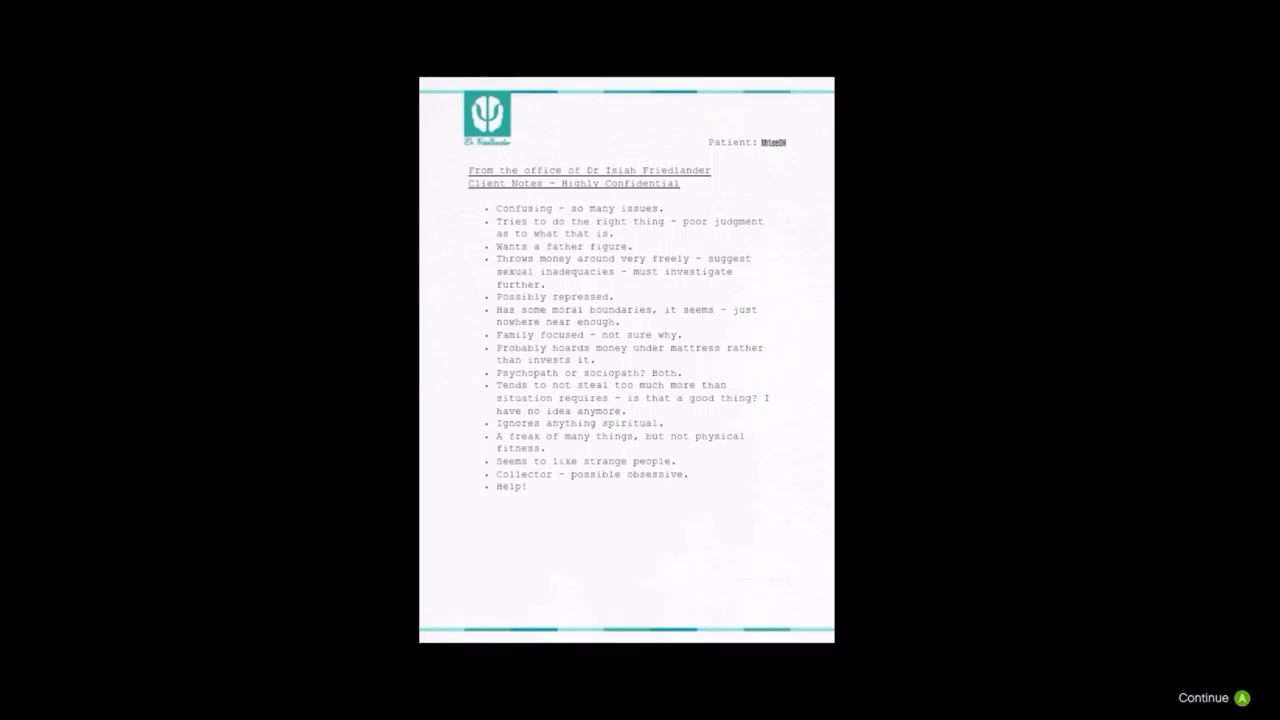 Dr Friedlander
Patient: MrLeeDH
From the office of Dr Isiah Friedlander
Client Notes - Highly Confidential
• Confusing - so many issues.
• Tries to do the right thing - poor judgment
as to what that is.
• Wants a father figure.
• Throws money around very freely - suggest
sexual inadequacies - must investigate
further.
• Possibly repressed.
• Has some moral boundaries, it seems - just
nowhere near enough.
• Family focused - not sure why.
• Probably hoards money under mattress rather
than invests it.
• Psychopath or sociopath? Both.
• Tends to not steal too much more than
situation requires - is that a good thing? I
have no idea anymore.
• Ignores anything spiritual.
• A freak of many things, but not physical
fitness.
• Seems to like strange people.
• Collector - possible obsessive.
• Help!
Continue A